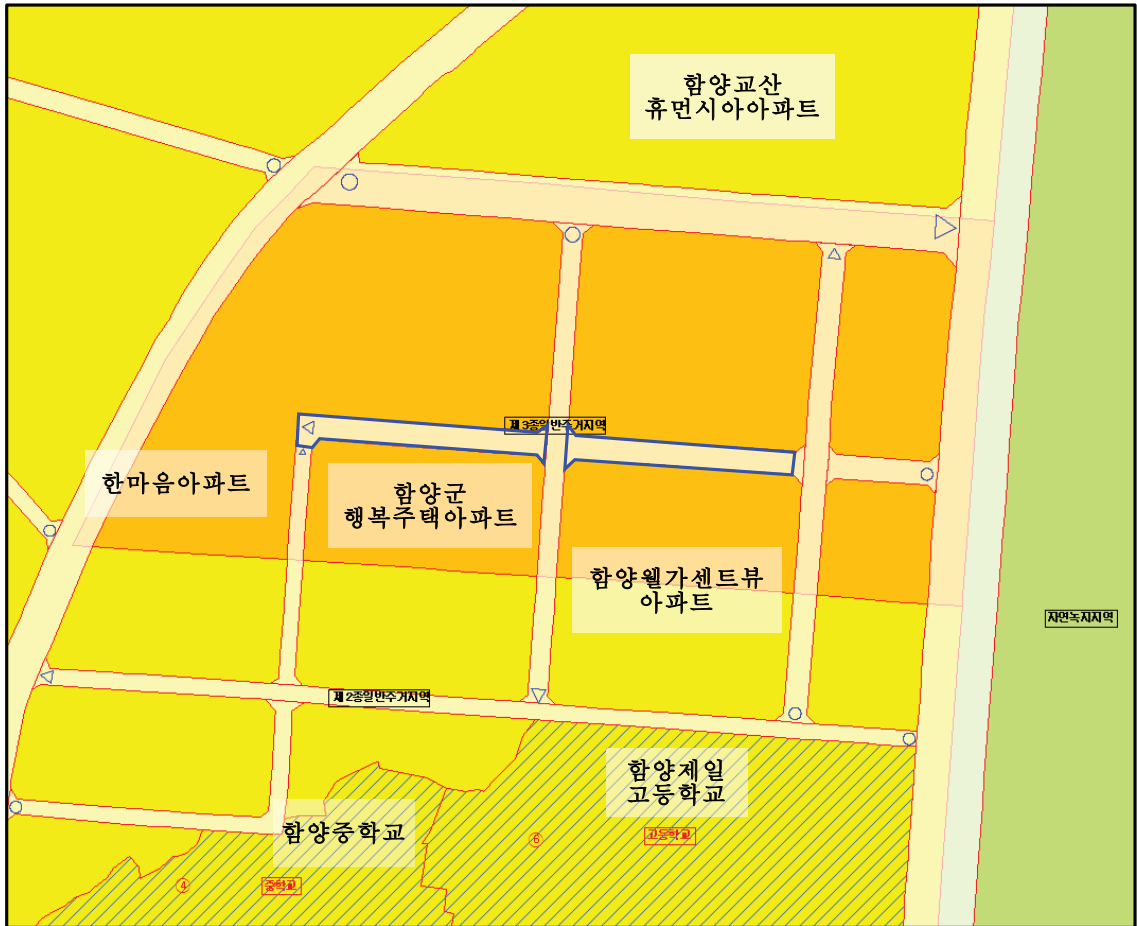 함양교산
휴먼시아아파트
제3종일반주거지역
한마음아파트
함양군
행복주택아파트
함양웰가센트뷰
아파트
자연녹지지역
제2종일반주거지역
함양제일
고등학교
함양중학교
⑥
고등학교
④
중학교